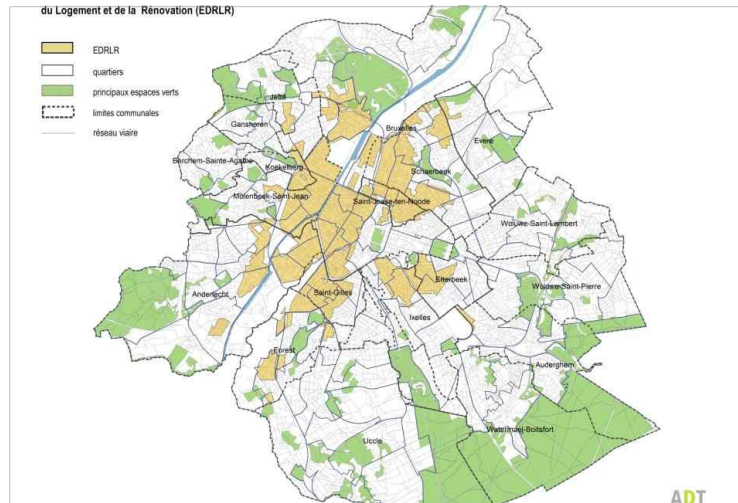 du Logement et de la Rénovation (EDRLR)
EDRLR
quartiers
principaux espaces verts
limites communales
réseau viaire
Jette
Ganshoren
Berchem-Sainte-Agathe
Koekelberg
Molenbeek-Saint-Jean
Bruxelles
Evere
Schaerbeek
Saint-Josse-ten-Noode
Woluwe-Saint-Lambert
Anderlecht
Saint-Gilles
Etterbeek
Woluwe-Saint-Pierre
Ixelles
Forest
Auderghem
Uccle
Watermael-Boitsfort
ADT